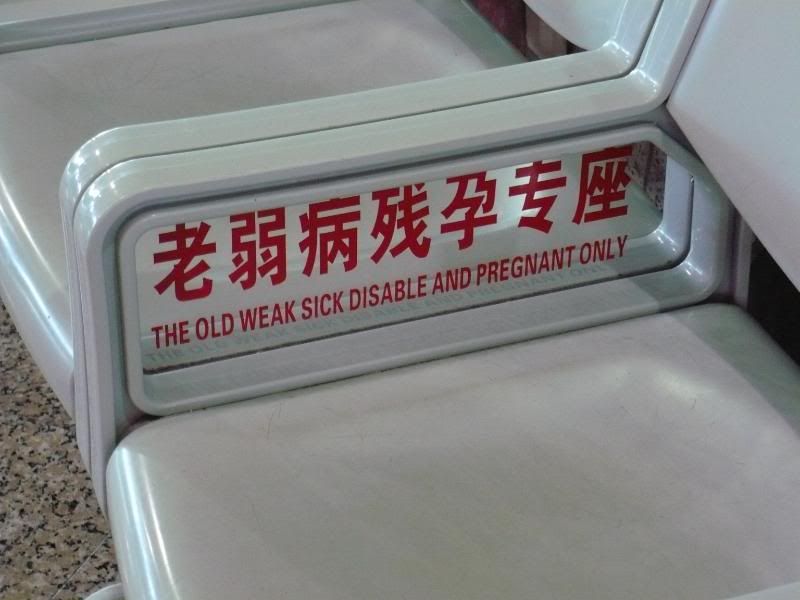 老弱病残孕专座
THE OLD WEAK SICK DISABLE AND PREGNANT ONLY